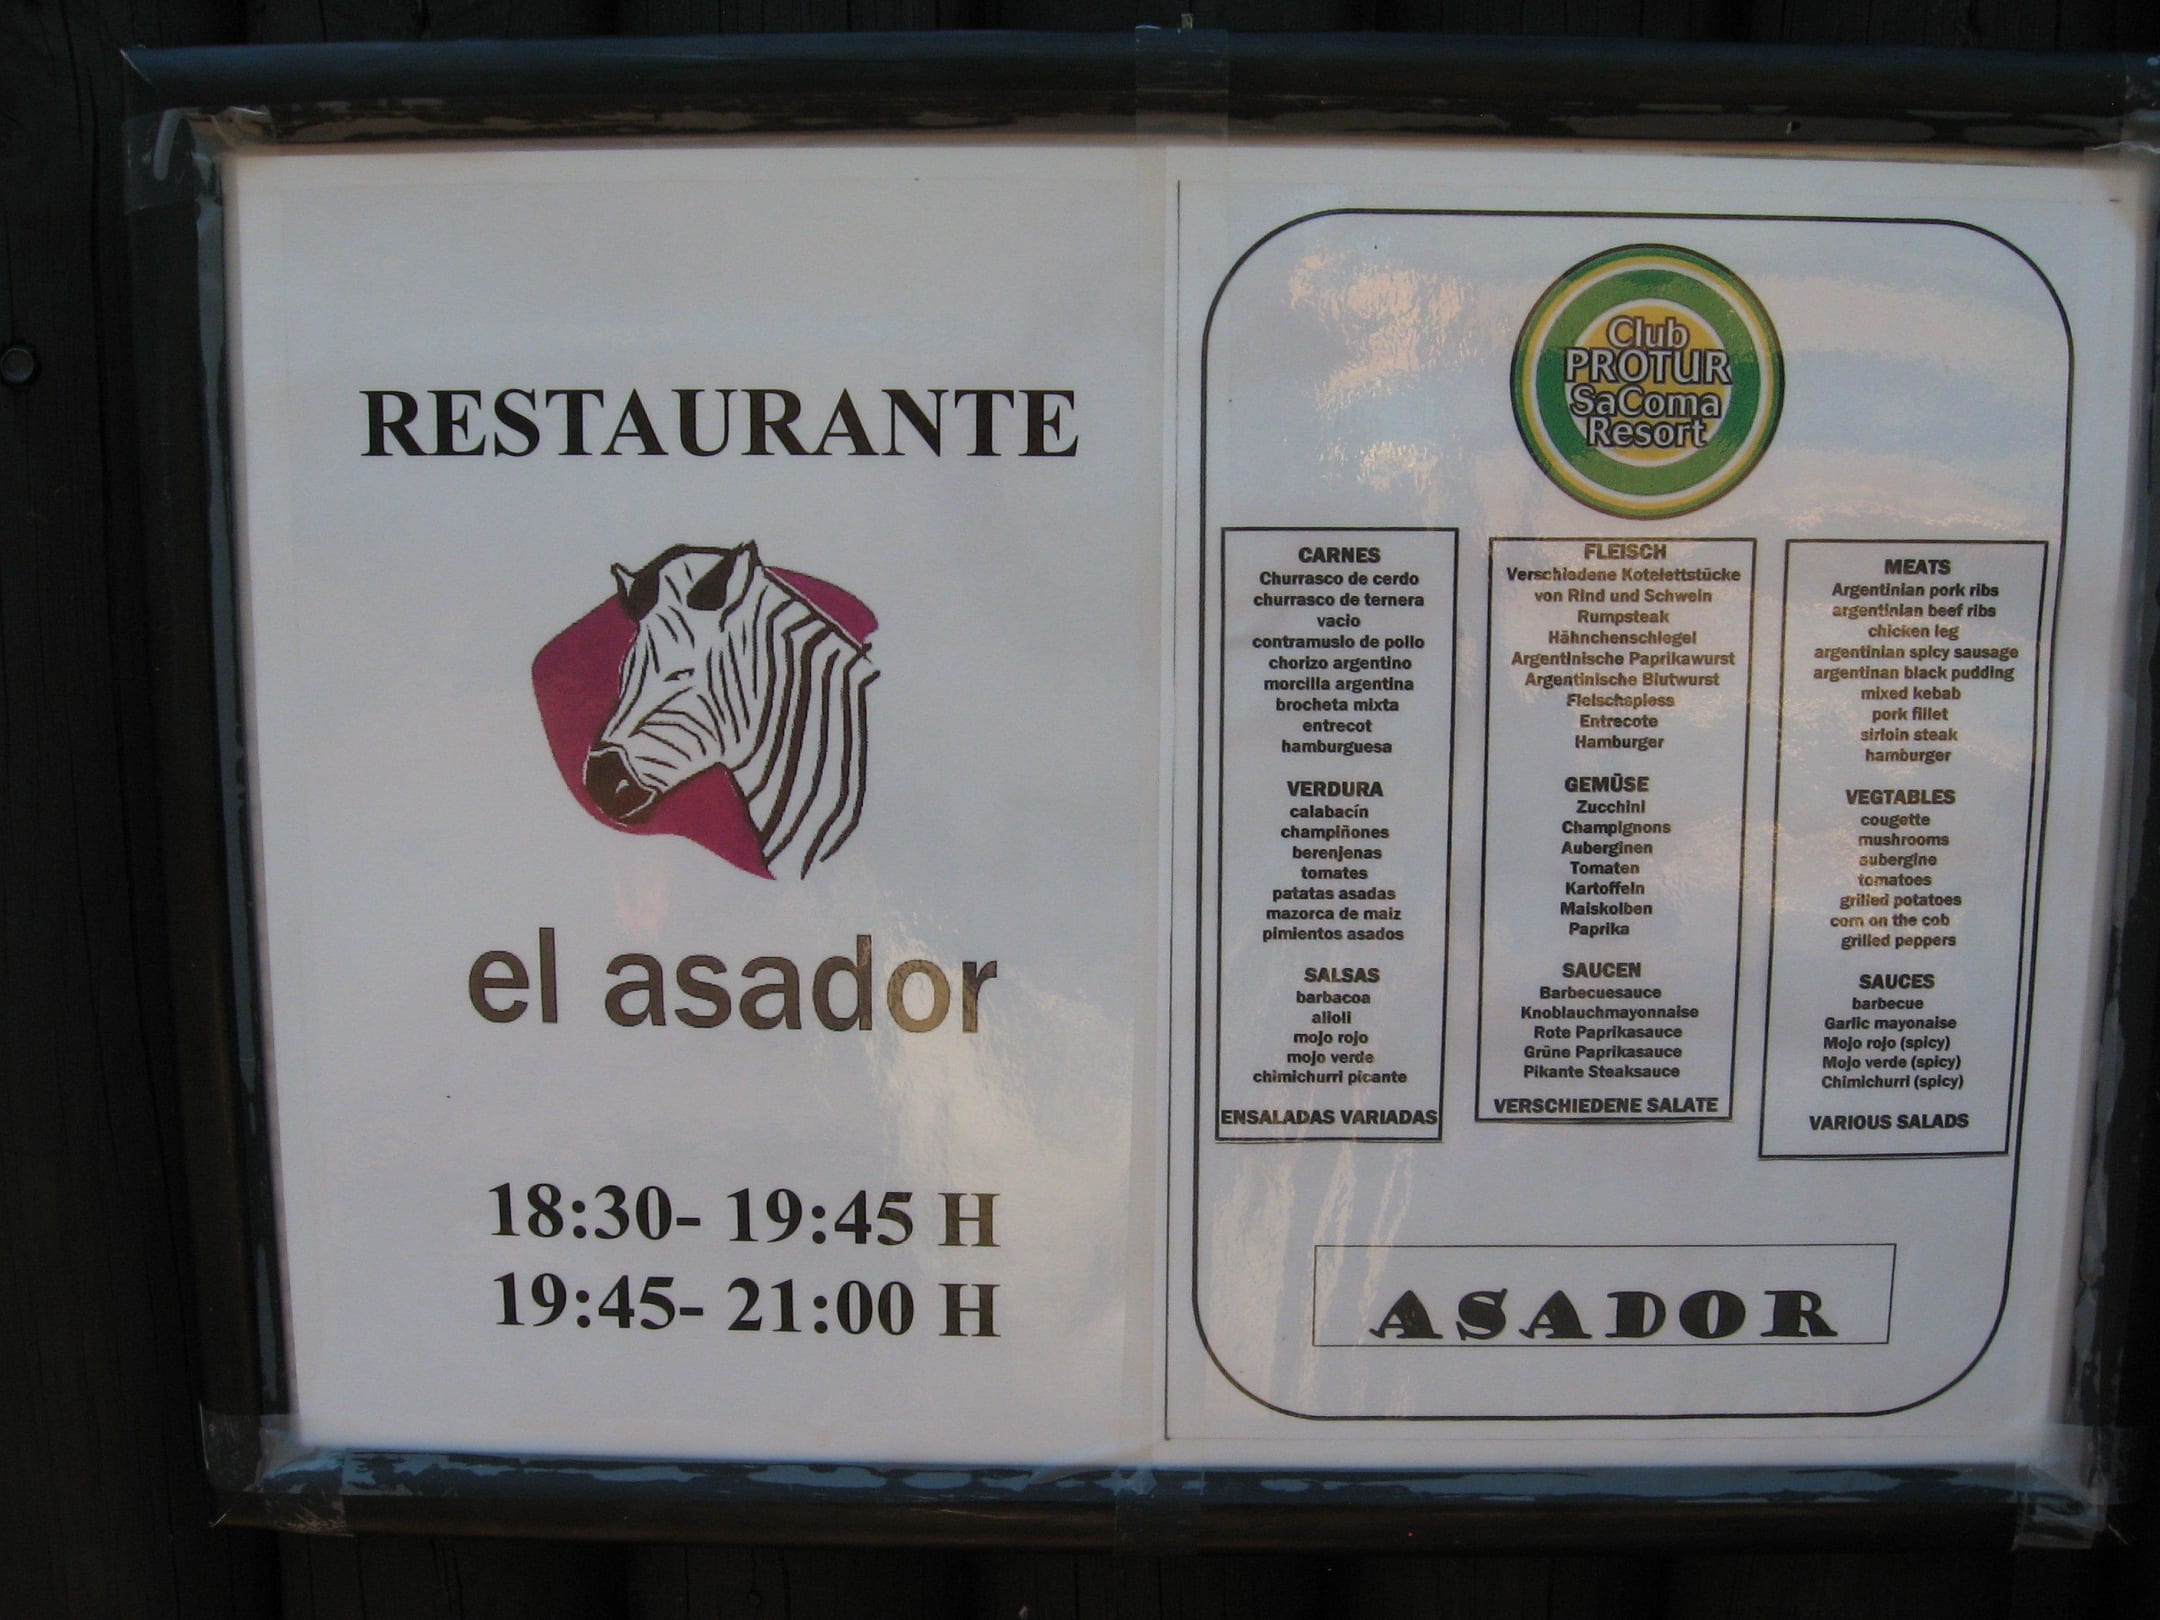 RESTAURANTE
el asador
18:30- 19:45 H
19:45- 21:00 H
Club
PROTUR
SaComa
Resort
CARNES
Churrasco de cerdo
churrasco de ternera
vacio
contramuslo de pollo
chorizo argentino
morcilla argentina
brocheta mixta
entrecot
hamburguesa
VERDURA
calabacín
champiñones
berenjenas
tomates
patatas asadas
mazorca de maiz
pimientos asados
SALSAS
barbacoa
alioli
mojo rojo
mojo verde
chimichurri picante
ENSALADAS VARIADAS
FLEISCH
Verschiedene Kotelettstücke
von Rind und Schwein
Rumpsteak
Hähnchenschlegel
Argentinische Paprikawurst
Argentinische Blutwurst
Fleischspiess
Entrecote
Hamburger
GEMÜSE
Zucchini
Champignons
Auberginen
Tomaten
Kartoffeln
Maiskolben
Paprika
SAUCEN
Barbecuesauce
Knoblauchmayonnaise
Rote Paprikasauce
Grüne Paprikasauce
Pikante Steaksauce
VERSCHIEDENE SALATE
MEATS
Argentinian pork ribs
argentinian beef ribs
chicken leg
argentinian spicy sausage
argentinan black pudding
mixed kebab
pork fillet
sirloin steak
hamburger
VEGTABLES
cougette
mushrooms
aubergine
tomatoes
grilled potatoes
corn on the cob
grilled peppers
SAUCES
barbecue
Garlic mayonaise
Mojo rojo (spicy)
Mojo verde (spicy)
Chimichurri (spicy)
VARIOUS SALADS
ASADOR